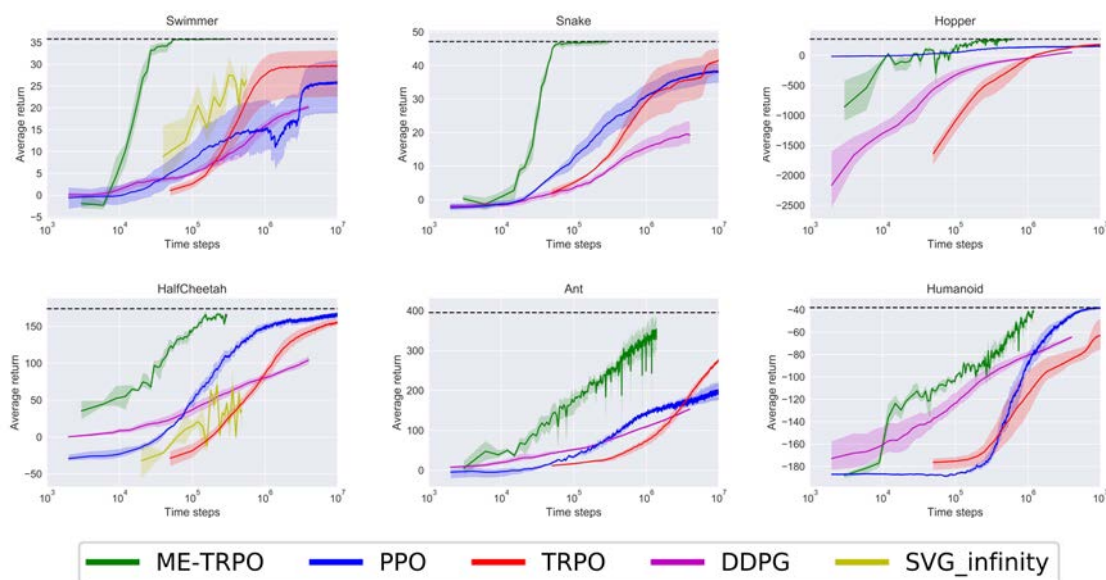 Swimmer
Snake
Hopper
35
30
25
20
15
10
5
0
−5
Average return
10³ 10⁴ 10⁵ 10⁶ 10⁷
Time steps
50
40
30
20
10
0
Average return
10³ 10⁴ 10⁵ 10⁶ 10⁷
Time steps
0
−500
−1000
−1500
−2000
−2500
Average return
10³ 10⁴ 10⁵ 10⁶ 10⁷
Time steps
HalfCheetah
Ant
Humanoid
150
100
50
0
−50
Average return
10³ 10⁴ 10⁵ 10⁶ 10⁷
Time steps
400
300
200
100
0
Average return
10³ 10⁴ 10⁵ 10⁶ 10⁷
Time steps
−40
−60
−80
−100
−120
−140
−160
−180
Average return
10³ 10⁴ 10⁵ 10⁶ 10⁷
Time steps
ME-TRPO PPO TRPO DDPG SVG_infinity